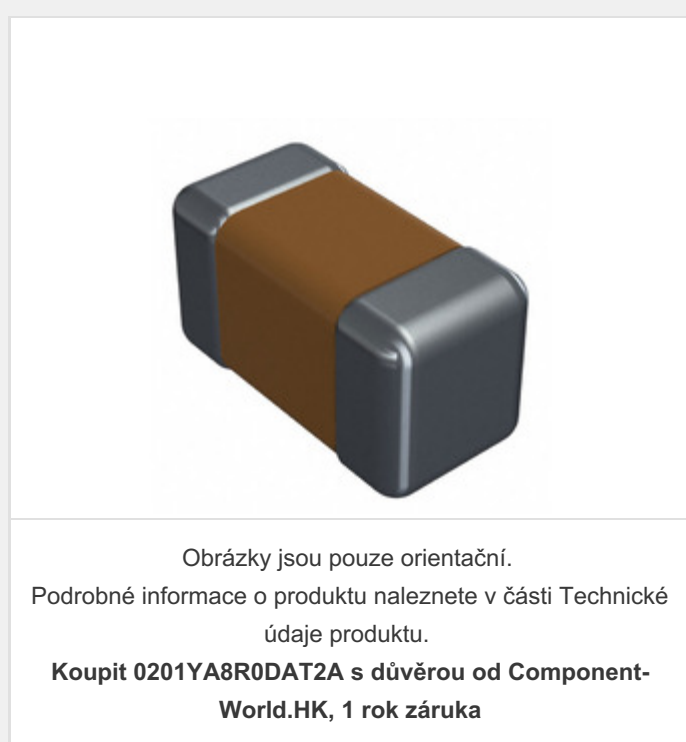 Obrázky jsou pouze orientační.
Podrobné informace o produktu naleznete v části Technické
údaje produktu.
Koupit 0201YA8R0DAT2A s důvěrou od Component-
World.HK, 1 rok záruka